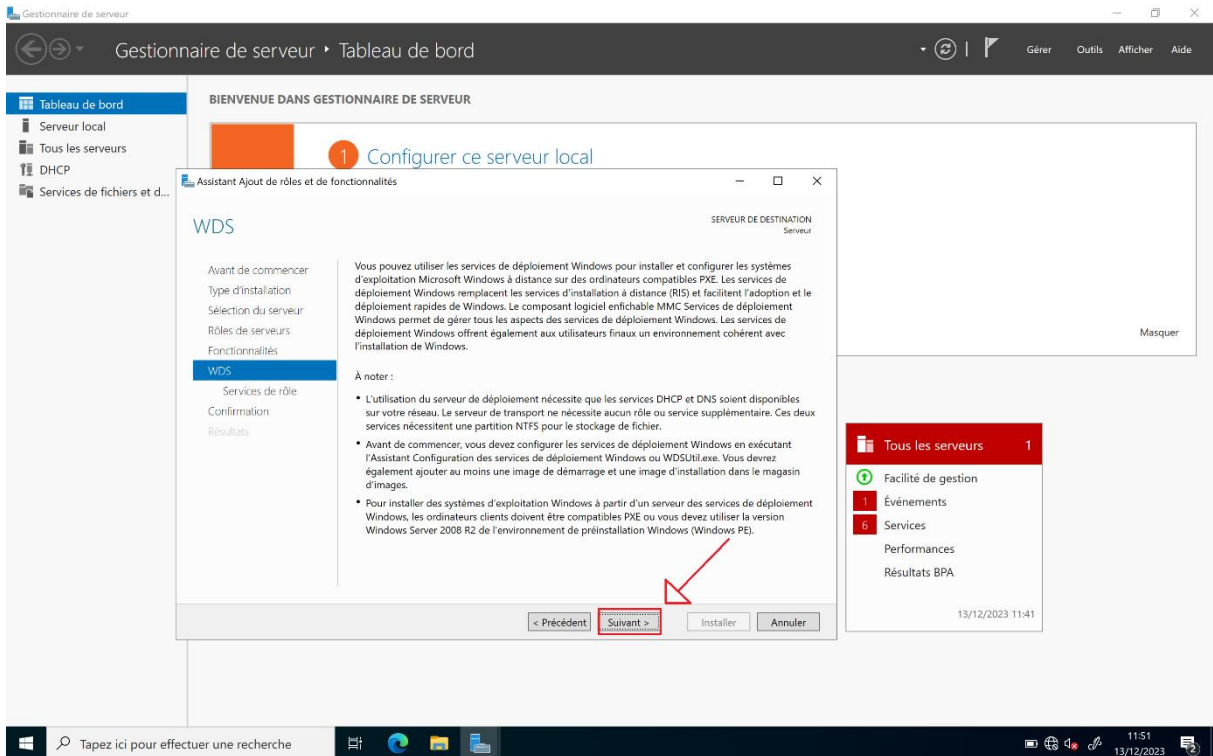 Gestionnaire de serveur
Gestionnaire de serveur • Tableau de bord
Gérer Outils Afficher Aide
Tableau de bord
Serveur local
Tous les serveurs
DHCP
Services de fichiers et d...
BIENVENUE DANS GESTIONNAIRE DE SERVEUR
1 Configurer ce serveur local
Assistant Ajout de rôles et de fonctionnalités
WDS
SERVEUR DE DESTINATION
Serveur
Avant de commencer
Type d'installation
Sélection du serveur
Rôles de serveurs
Fonctionnalités
WDS
Services de rôle
Confirmation
Résultats
Vous pouvez utiliser les services de déploiement Windows pour installer et configurer les systèmes
d'exploitation Microsoft Windows à distance sur des ordinateurs compatibles PXE. Les services de
déploiement Windows remplacent les services d'installation à distance (RIS) et facilitent l'adoption et le
déploiement rapides de Windows. Le composant logiciel enfichable MMC Services de déploiement
Windows permet de gérer tous les aspects des services de déploiement Windows. Les services de
déploiement Windows offrent également aux utilisateurs finaux un environnement cohérent avec
l'installation de Windows.
À noter :
• L'utilisation du serveur de déploiement nécessite que les services DHCP et DNS soient disponibles
sur votre réseau. Le serveur de transport ne nécessite aucun rôle ou service supplémentaire. Ces deux
services nécessitent une partition NTFS pour le stockage de fichier.
• Avant de commencer, vous devez configurer les services de déploiement Windows en exécutant
l'Assistant Configuration des services de déploiement Windows ou WDSUtil.exe. Vous devrez
également ajouter au moins une image de démarrage et une image d'installation dans le magasin
d'images.
• Pour installer des systèmes d'exploitation Windows à partir d'un serveur des services de déploiement
Windows, les ordinateurs clients doivent être compatibles PXE ou vous devez utiliser la version
Windows Server 2008 R2 de l'environnement de préinstallation Windows (Windows PE).
< Précédent Suivant > Installer Annuler
Masquer
Tous les serveurs 1
Facilité de gestion
1 Événements
6 Services
Performances
Résultats BPA
13/12/2023 11:41
Tapez ici pour effectuer une recherche
11:51
13/12/2023
2